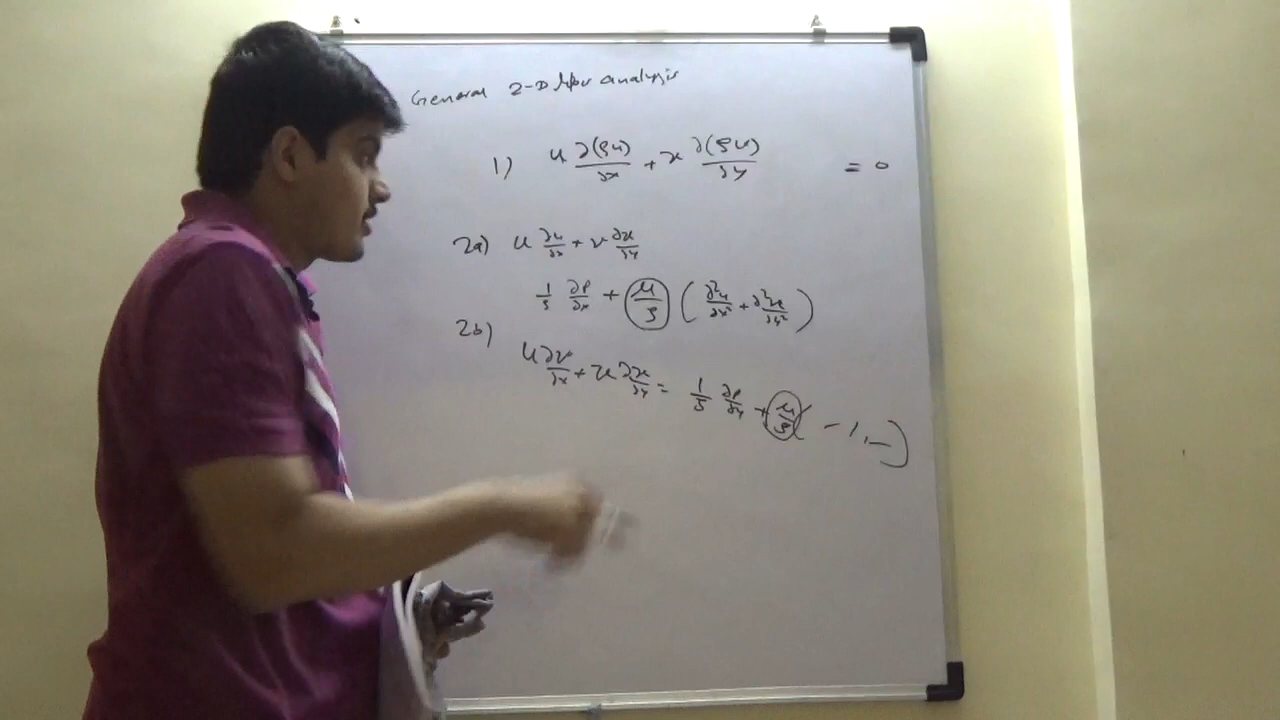 General 2-D flow analysis
1) u ∂(ρu)/∂x + v ∂(ρv)/∂y = 0
2a) u ∂u/∂x + v ∂u/∂y
1/ρ ∂P/∂x + μ/ρ ( ∂²u/∂x² + ∂²u/∂y² )
2b)
u ∂v/∂x + v ∂v/∂y = 1/ρ ∂P/∂y + μ/ρ ( - ı, - )